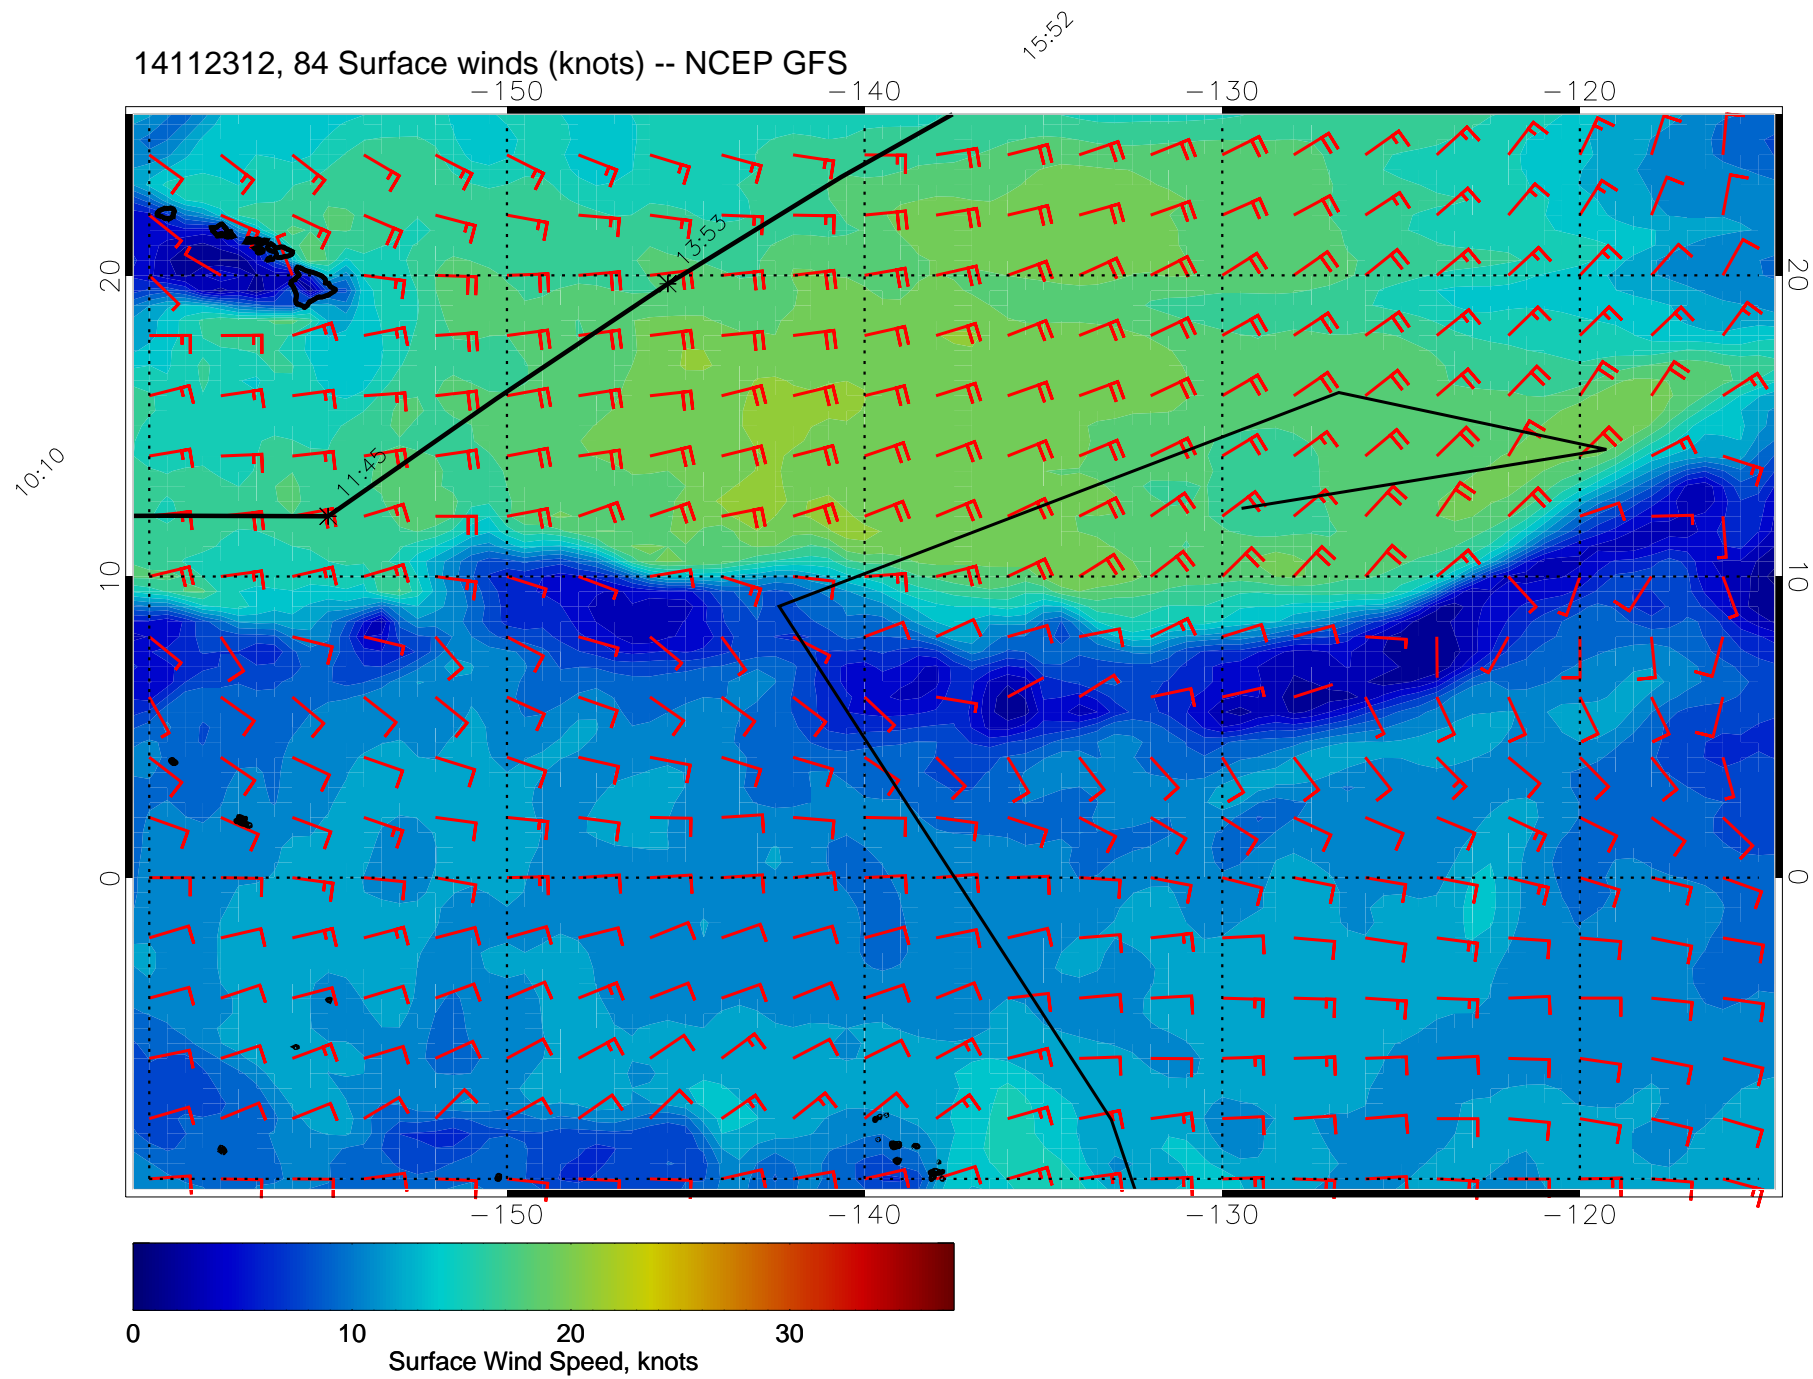 15:52
14112312, 84 Surface winds (knots) -- NCEP GFS
-150 -140 -130 -120
13:53
20 20
11:45
10:10
10 10
0 0
-150 -140 -130 -120
0 10 20 30
Surface Wind Speed, knots